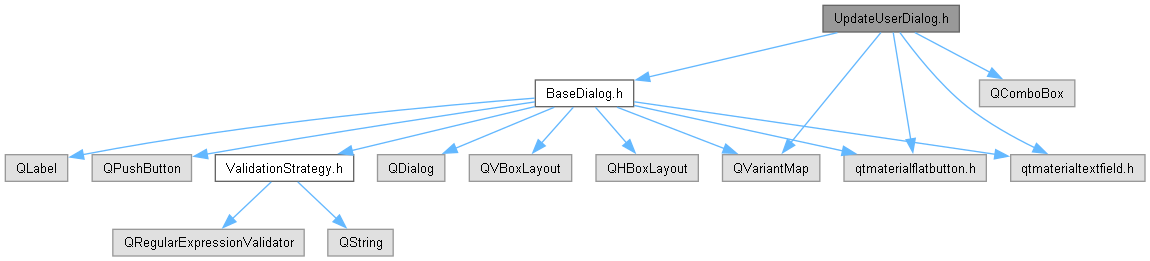 UpdateUserDialog.h
BaseDialog.h
QComboBox
QLabel
QPushButton
ValidationStrategy.h
QDialog
QVBoxLayout
QHBoxLayout
QVariantMap
qtmaterialflatbutton.h
qtmaterialtextfield.h
QRegularExpressionValidator
QString